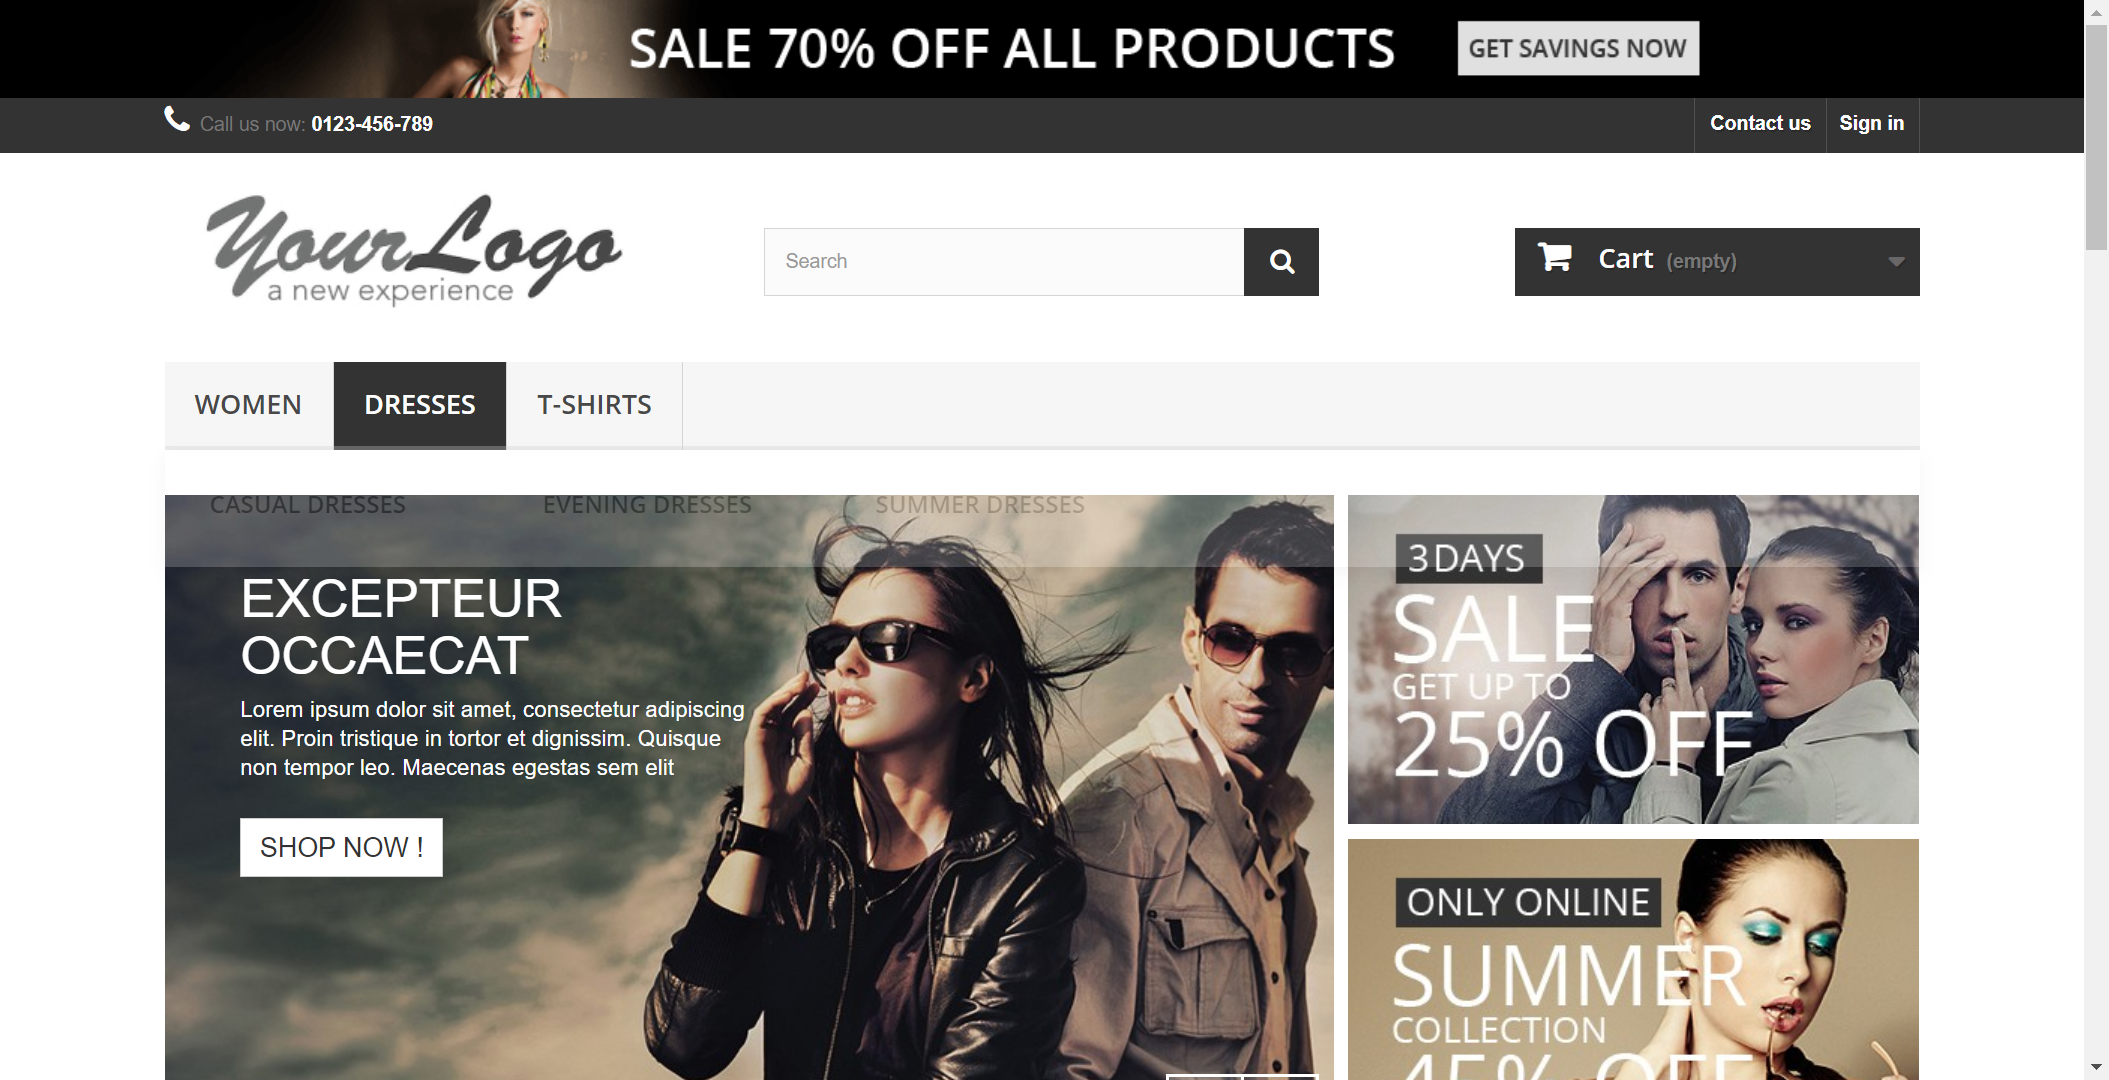 SALE 70% OFF ALL PRODUCTS
GET SAVINGS NOW
Call us now: 0123-456-789
Contact us
Sign in
YourLogo
a new experience
Search
Cart (empty)
WOMEN
DRESSES
T-SHIRTS
CASUAL DRESSES
EVENING DRESSES
SUMMER DRESSES
EXCEPTEUR
OCCAECAT
Lorem ipsum dolor sit amet, consectetur adipiscing
elit. Proin tristique in tortor et dignissim. Quisque
non tempor leo. Maecenas egestas sem elit
SHOP NOW !
3 DAYS
SALE
GET UP TO
25% OFF
ONLY ONLINE
SUMMER
COLLECTION
45% OFF